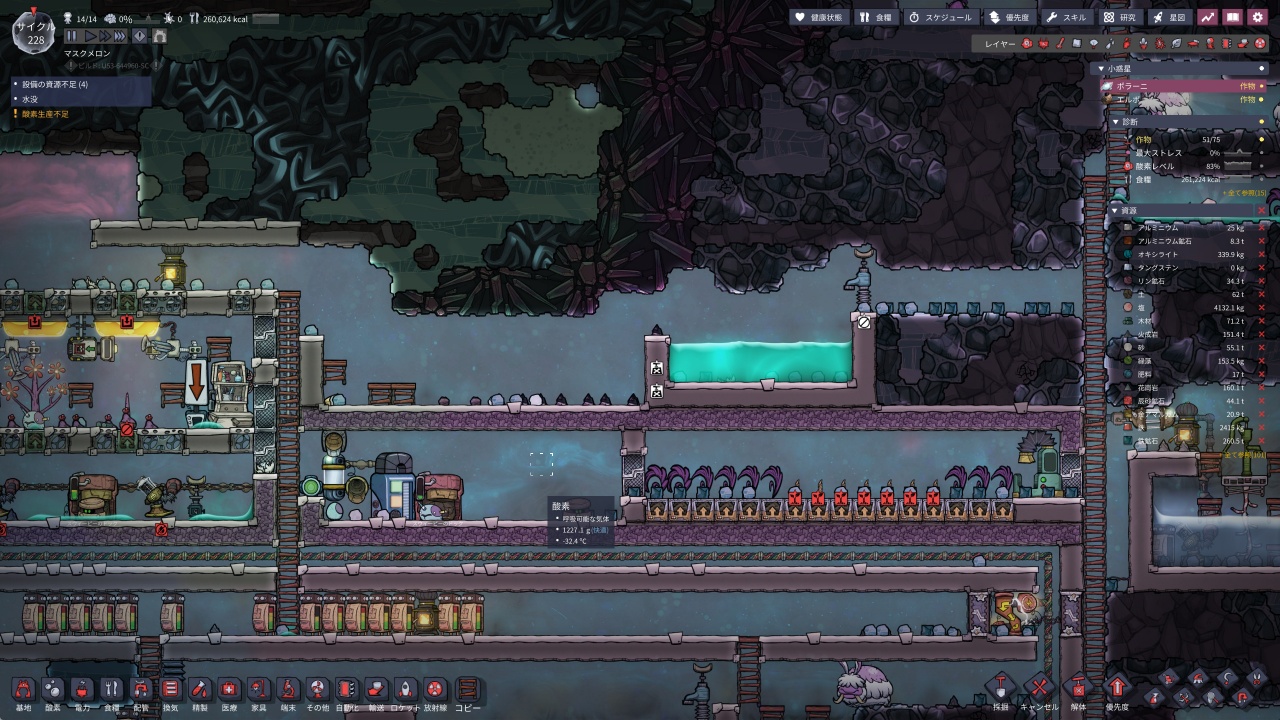 サイクル
228
14/14
0%
0
260,624 kcal
マスクメロン
設備の資源不足 (4)
水没
酸素生産不足
健康状態
食糧
スケジュール
優先度
スキル
研究
星図
レイヤー
小惑星
ポラーニ 作物
エルボ 作物
診断
作物 51/75
最大ストレス 0%
酸素レベル 83%
食糧 251,224 kcal
資源
アルミニウム 25 kg
アルミニウム鉱石 8.3 t
オキシライト 339.9 kg
タングステン 0 kg
リン鉱石 34.3 t
土 62 t
塩 4132.1 kg
木材 71.2 t
火成岩 151.4 t
砂 55.1 t
緑藻 153.5 kg
肥料 17 t
花崗岩 160.1 t
辰砂鉱石 44.1 t
20.9 t
260.5 t
酸素
呼吸可能な気体
1227.1 g (快適)
-32.4 °C
基地
酸素
電力
食糧
配管
換気
精製
医療
家具
端末
その他
自動化
輸送
ロケット
放射線
コピー
採掘
キャンセル
解体
優先度